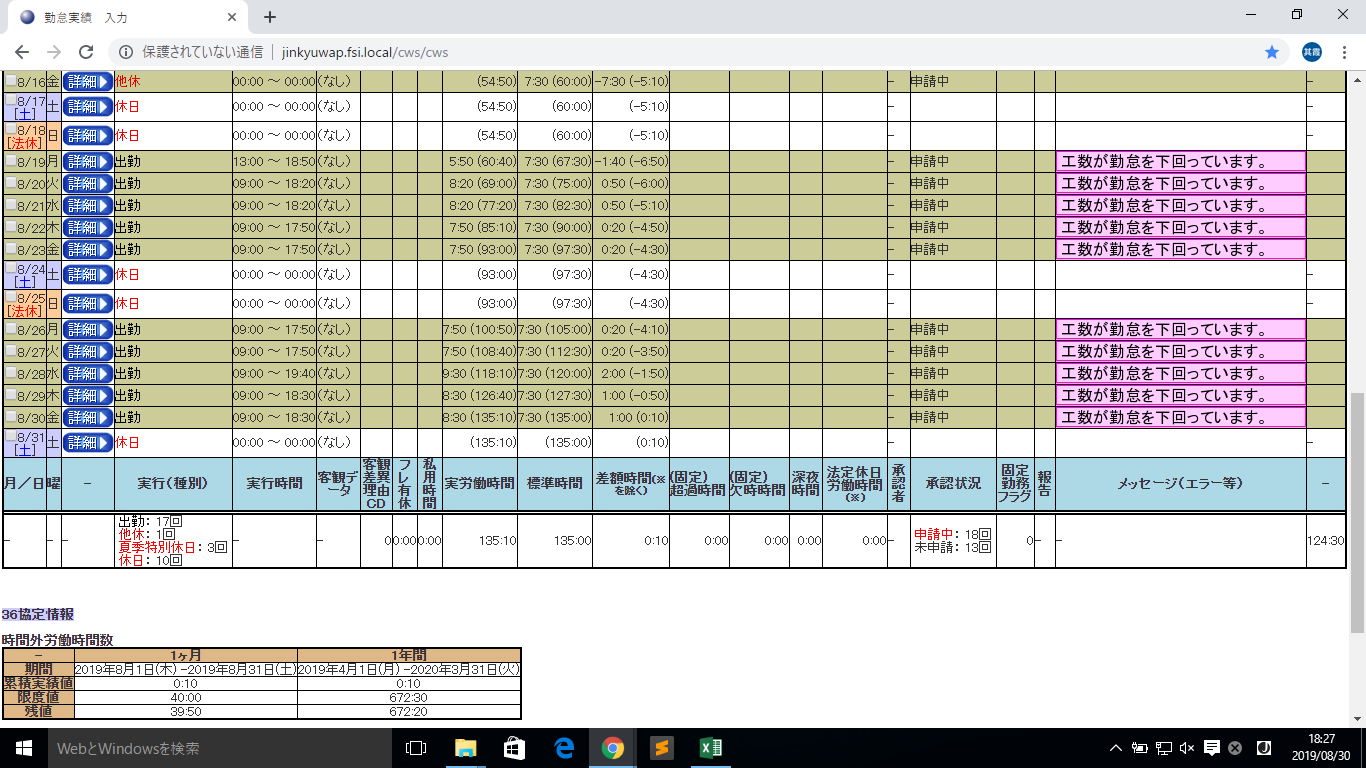 勤怠実績　入力
保護されていない通信 | jinkyuwap.fsi.local/cws/cws
其霞
8/16 金 詳細 他休 00:00 ～ 00:00 (なし) (54:50) 7:30 (60:00) -7:30 (-5:10) - 申請中 -
8/17 [土] 土 詳細 休日 00:00 ～ 00:00 (なし) (54:50) (60:00) (-5:10) - -
8/18 [法休] 日 詳細 休日 00:00 ～ 00:00 (なし) (54:50) (60:00) (-5:10) - -
8/19 月 詳細 出勤 13:00 ～ 18:50 (なし) 5:50 (60:40) 7:30 (67:30) -1:40 (-6:50) - 申請中 工数が勤怠を下回っています。
8/20 火 詳細 出勤 09:00 ～ 18:20 (なし) 8:20 (69:00) 7:30 (75:00) 0:50 (-6:00) - 申請中 工数が勤怠を下回っています。
8/21 水 詳細 出勤 09:00 ～ 18:20 (なし) 8:20 (77:20) 7:30 (82:30) 0:50 (-5:10) - 申請中 工数が勤怠を下回っています。
8/22 木 詳細 出勤 09:00 ～ 17:50 (なし) 7:50 (85:10) 7:30 (90:00) 0:20 (-4:50) - 申請中 工数が勤怠を下回っています。
8/23 金 詳細 出勤 09:00 ～ 17:50 (なし) 7:50 (93:00) 7:30 (97:30) 0:20 (-4:30) - 申請中 工数が勤怠を下回っています。
8/24 [土] 土 詳細 休日 00:00 ～ 00:00 (なし) (93:00) (97:30) (-4:30) - -
8/25 [法休] 日 詳細 休日 00:00 ～ 00:00 (なし) (93:00) (97:30) (-4:30) - -
8/26 月 詳細 出勤 09:00 ～ 17:50 (なし) 7:50 (100:50) 7:30 (105:00) 0:20 (-4:10) - 申請中 工数が勤怠を下回っています。
8/27 火 詳細 出勤 09:00 ～ 17:50 (なし) 7:50 (108:40) 7:30 (112:30) 0:20 (-3:50) - 申請中 工数が勤怠を下回っています。
8/28 水 詳細 出勤 09:00 ～ 19:40 (なし) 9:30 (118:10) 7:30 (120:00) 2:00 (-1:50) - 申請中 工数が勤怠を下回っています。
8/29 木 詳細 出勤 09:00 ～ 18:30 (なし) 8:30 (126:40) 7:30 (127:30) 1:00 (-0:50) - 申請中 工数が勤怠を下回っています。
8/30 金 詳細 出勤 09:00 ～ 18:30 (なし) 8:30 (135:10) 7:30 (135:00) 1:00 (0:10) - 申請中 工数が勤怠を下回っています。
8/31 [土] 土 詳細 休日 00:00 ～ 00:00 (なし) (135:10) (135:00) (0:10) - -
月／日 曜 - 実行(種別) 実行時間 客観データ 客観差異理由CD フレ有休 私用時間 実労働時間 標準時間 差額時間(※を除く) (固定)超過時間 (固定)欠時時間 深夜時間 法定休日労働時間(※) 承認者 承認状況 固定勤務フラグ 報告 メッセージ(エラー等) -
- - - 出勤：17回 - - 0 0:00 0:00 135:10 135:00 0:10 0:00 0:00 0:00 0:00 - 申請中：18回 0 - - 124:30
他休：1回 未申請：13回
夏季特別休日：3回
休日：10回
36協定情報
時間外労働時間数
- 1ヶ月 1年間
期間 2019年8月1日(木) -2019年8月31日(土) 2019年4月1日(月) -2020年3月31日(火)
累積実績値 0:10 0:10
限度値 40:00 672:30
残値 39:50 672:20
WebとWindowsを検索
18:27
2019/08/30